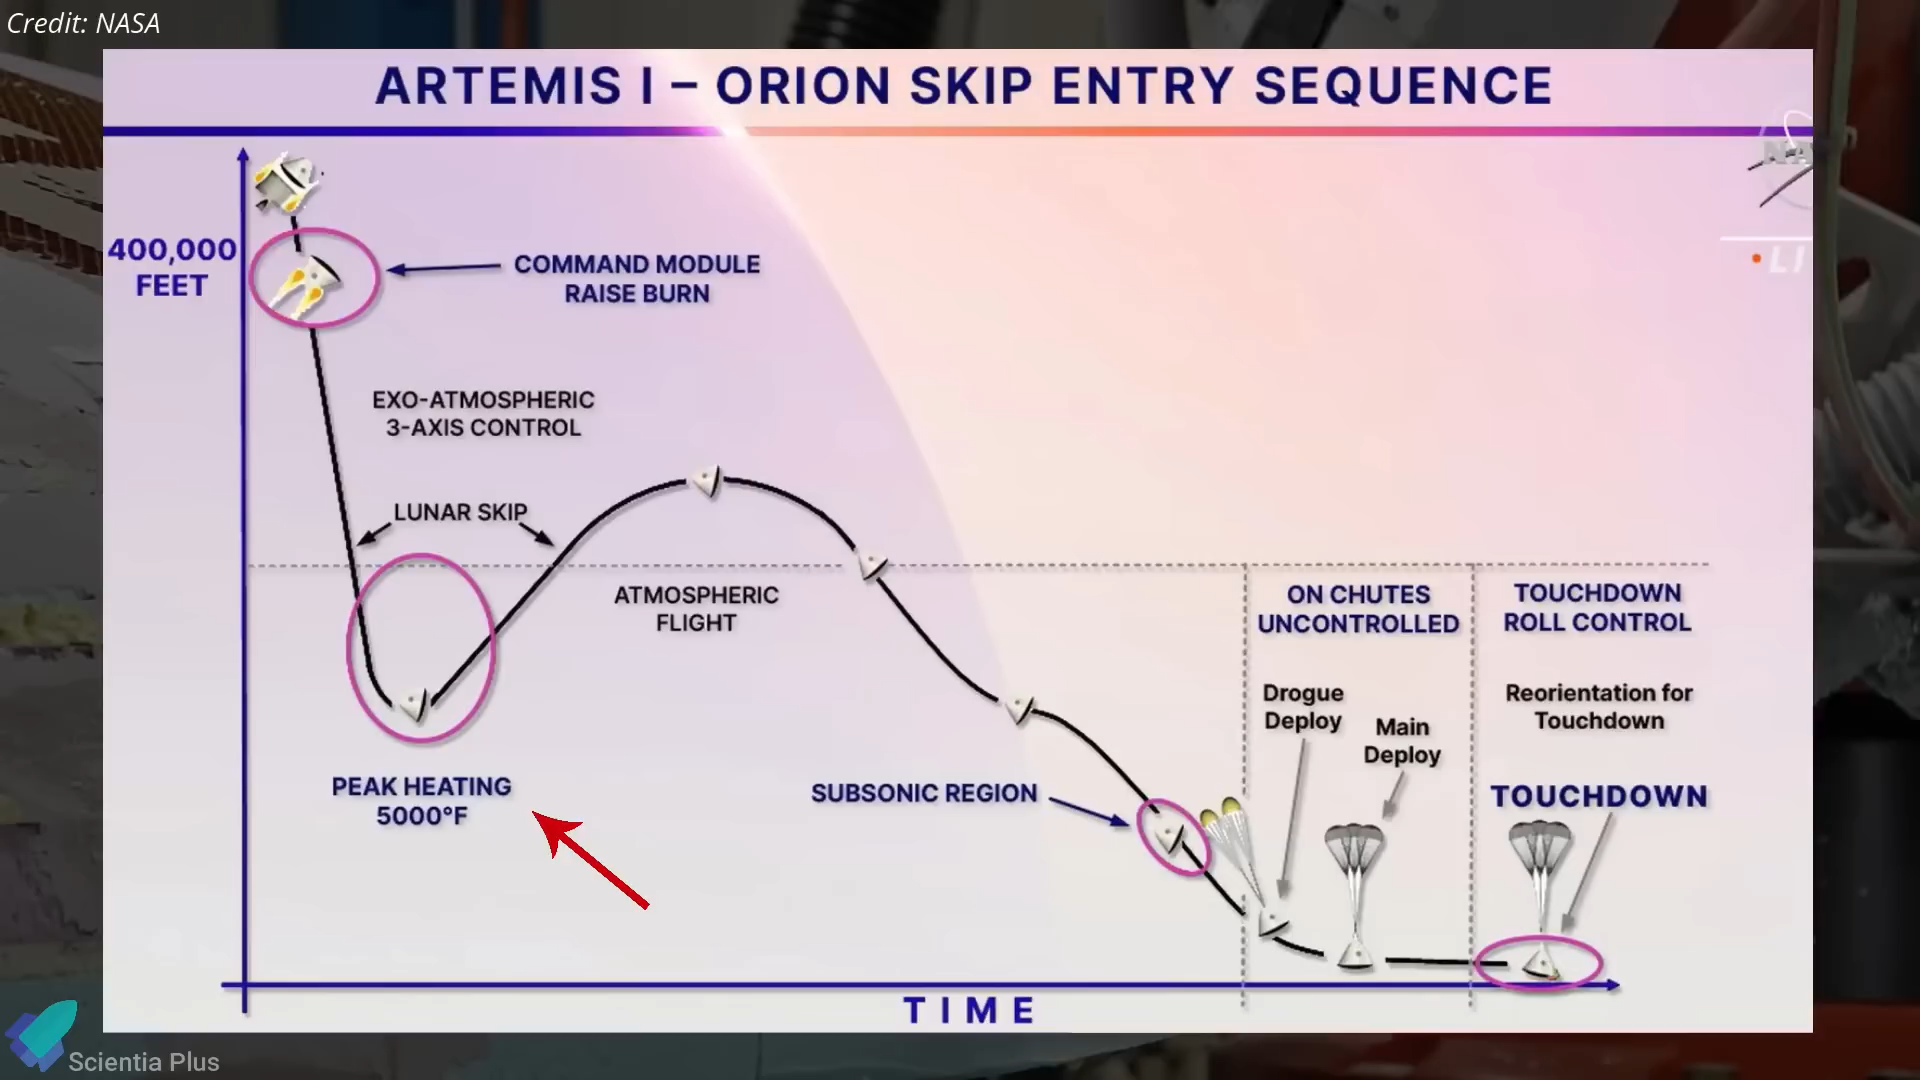 Credit: NASA
ARTEMIS I – ORION SKIP ENTRY SEQUENCE
400,000
FEET
COMMAND MODULE
RAISE BURN
EXO-ATMOSPHERIC
3-AXIS CONTROL
LUNAR SKIP
ATMOSPHERIC
FLIGHT
PEAK HEATING
5000°F
SUBSONIC REGION
ON CHUTES
UNCONTROLLED
Drogue
Deploy
Main
Deploy
TOUCHDOWN
ROLL CONTROL
Reorientation for
Touchdown
TOUCHDOWN
TIME
Scientia Plus